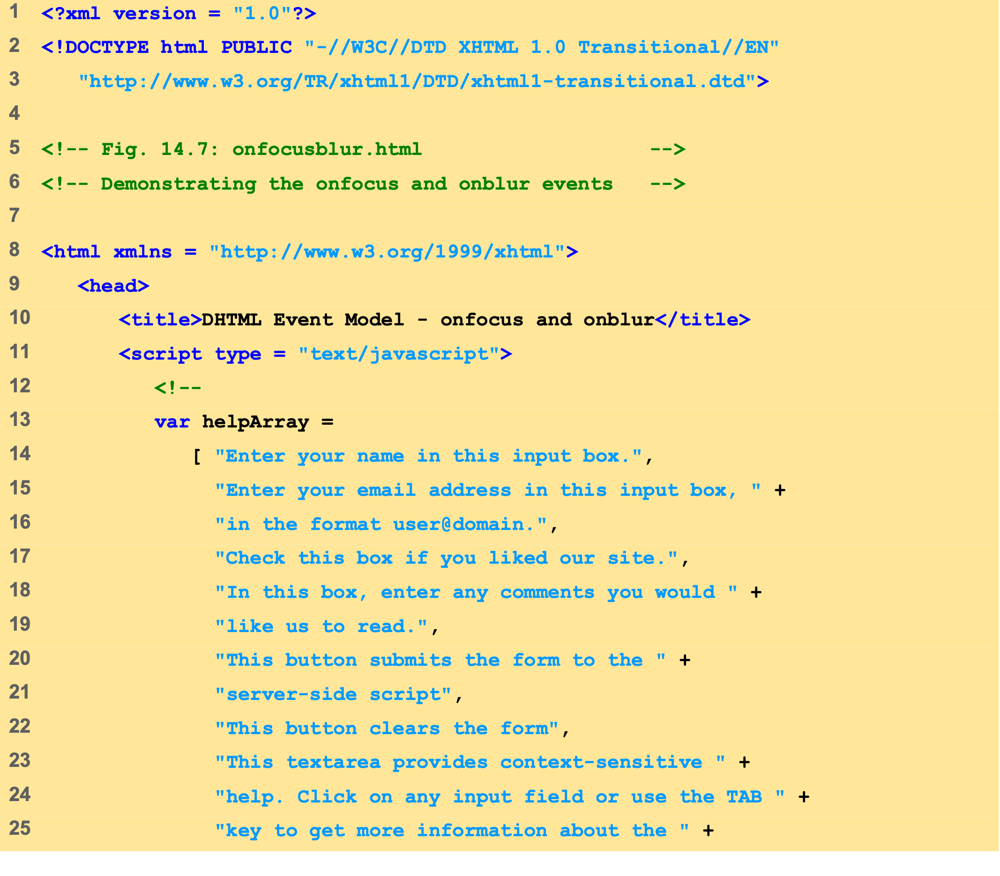 1 <?xml version = "1.0"?>
2 <!DOCTYPE html PUBLIC "-//W3C//DTD XHTML 1.0 Transitional//EN"
3    "http://www.w3.org/TR/xhtml1/DTD/xhtml1-transitional.dtd">
4
5 <!-- Fig. 14.7: onfocusblur.html                   -->
6 <!-- Demonstrating the onfocus and onblur events   -->
7
8 <html xmlns = "http://www.w3.org/1999/xhtml">
9    <head>
10       <title>DHTML Event Model - onfocus and onblur</title>
11       <script type = "text/javascript">
12          <!--
13          var helpArray =
14             [ "Enter your name in this input box.",
15               "Enter your email address in this input box, " +
16               "in the format user@domain.",
17               "Check this box if you liked our site.",
18               "In this box, enter any comments you would " +
19               "like us to read.",
20               "This button submits the form to the " +
21               "server-side script",
22               "This button clears the form",
23               "This textarea provides context-sensitive " +
24               "help. Click on any input field or use the TAB " +
25               "key to get more information about the " +